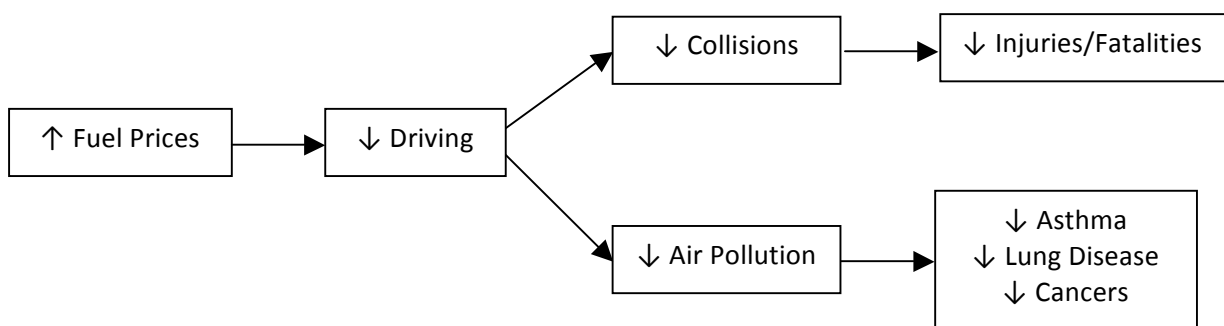 ↓ Collisions
↓ Injuries/Fatalities
↑ Fuel Prices
↓ Driving
↓ Air Pollution
↓ Asthma
↓ Lung Disease
↓ Cancers